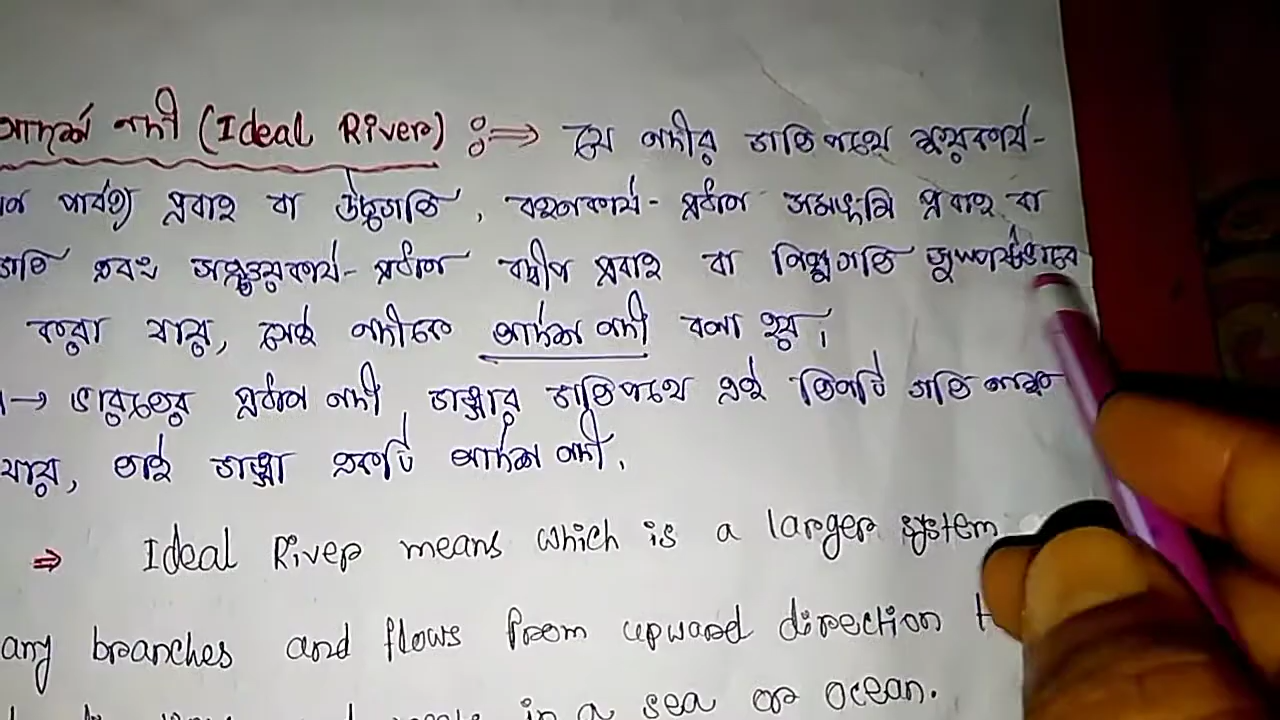 আদর্শ নদী (Ideal River) :⇒ যে নদীর গতিপথে ক্ষয়কার্য-
পার্বত্য প্রবাহ বা উচ্চগতি, বহনকার্য- প্রধান সমভূমি প্রবাহ বা
গতি এবং সঞ্চয়কার্য- প্রধান বদ্বীপ প্রবাহ বা নিম্নগতি সুস্পষ্টভাবে
করা যায়, সেই নদীকে আদর্শ নদী বলা হয়।
→ ভারতের প্রধান নদী গঙ্গার গতিপথে এই তিনটি গতি লক্ষ্য
যায়, তাই গঙ্গা একটি আদর্শ নদী।
⇒ Ideal River means which is a larger system
any branches and flows from upward direction
in a sea or ocean.